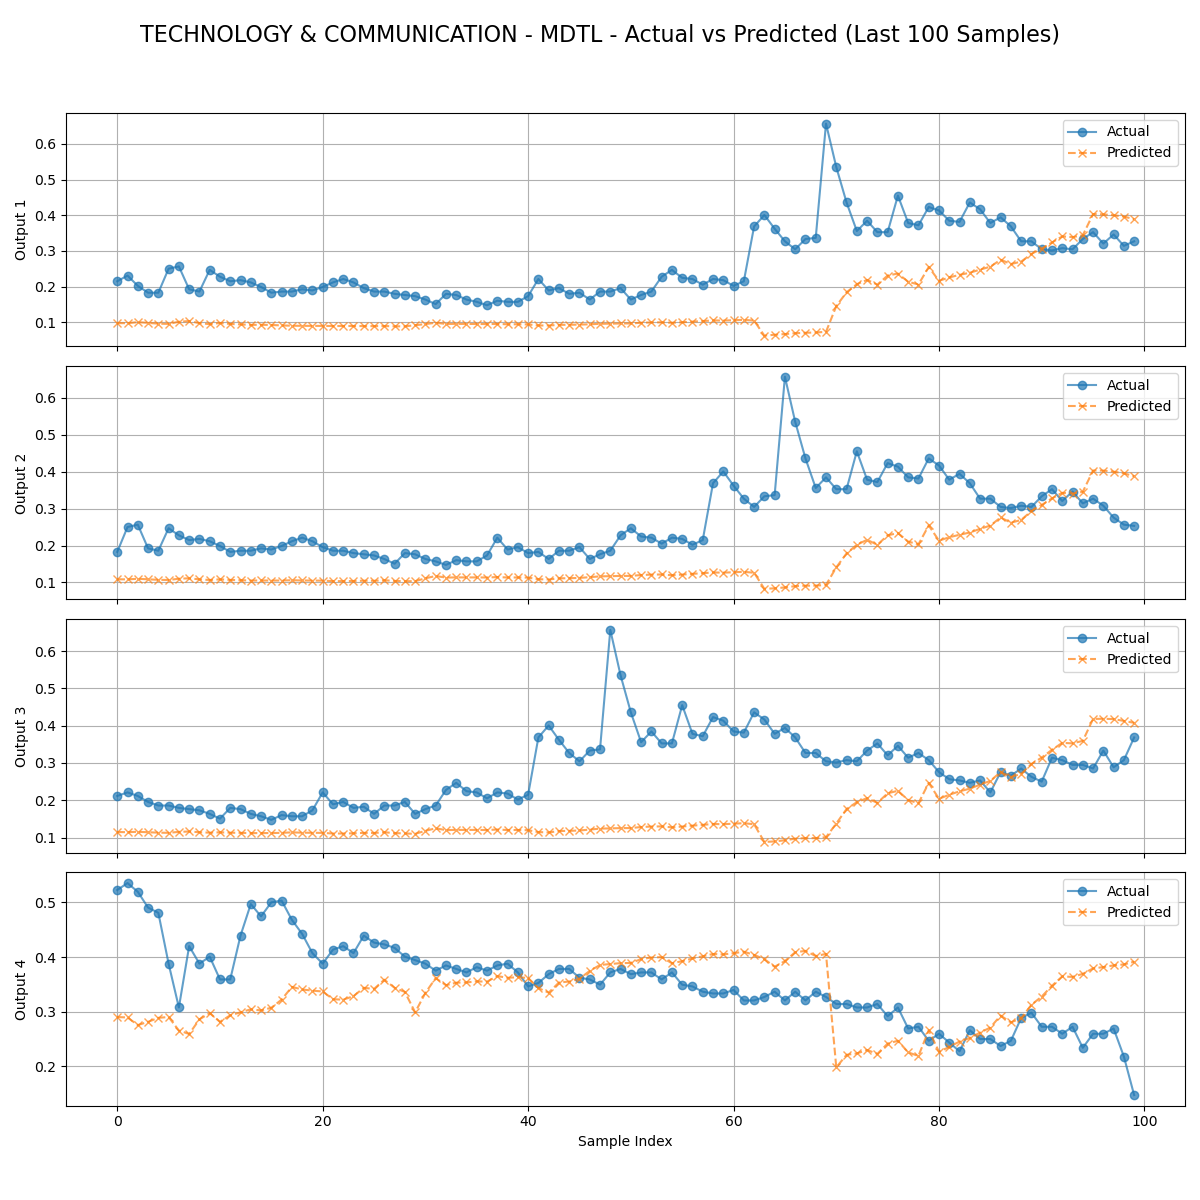 TECHNOLOGY & COMMUNICATION - MDTL - Actual vs Predicted (Last 100 Samples)
Output 1
0.6
0.5
0.4
0.3
0.2
0.1
Actual
Predicted
Output 2
0.6
0.5
0.4
0.3
0.2
0.1
Actual
Predicted
Output 3
0.6
0.5
0.4
0.3
0.2
0.1
Actual
Predicted
Output 4
0.5
0.4
0.3
0.2
Actual
Predicted
0 20 40 60 80 100
Sample Index